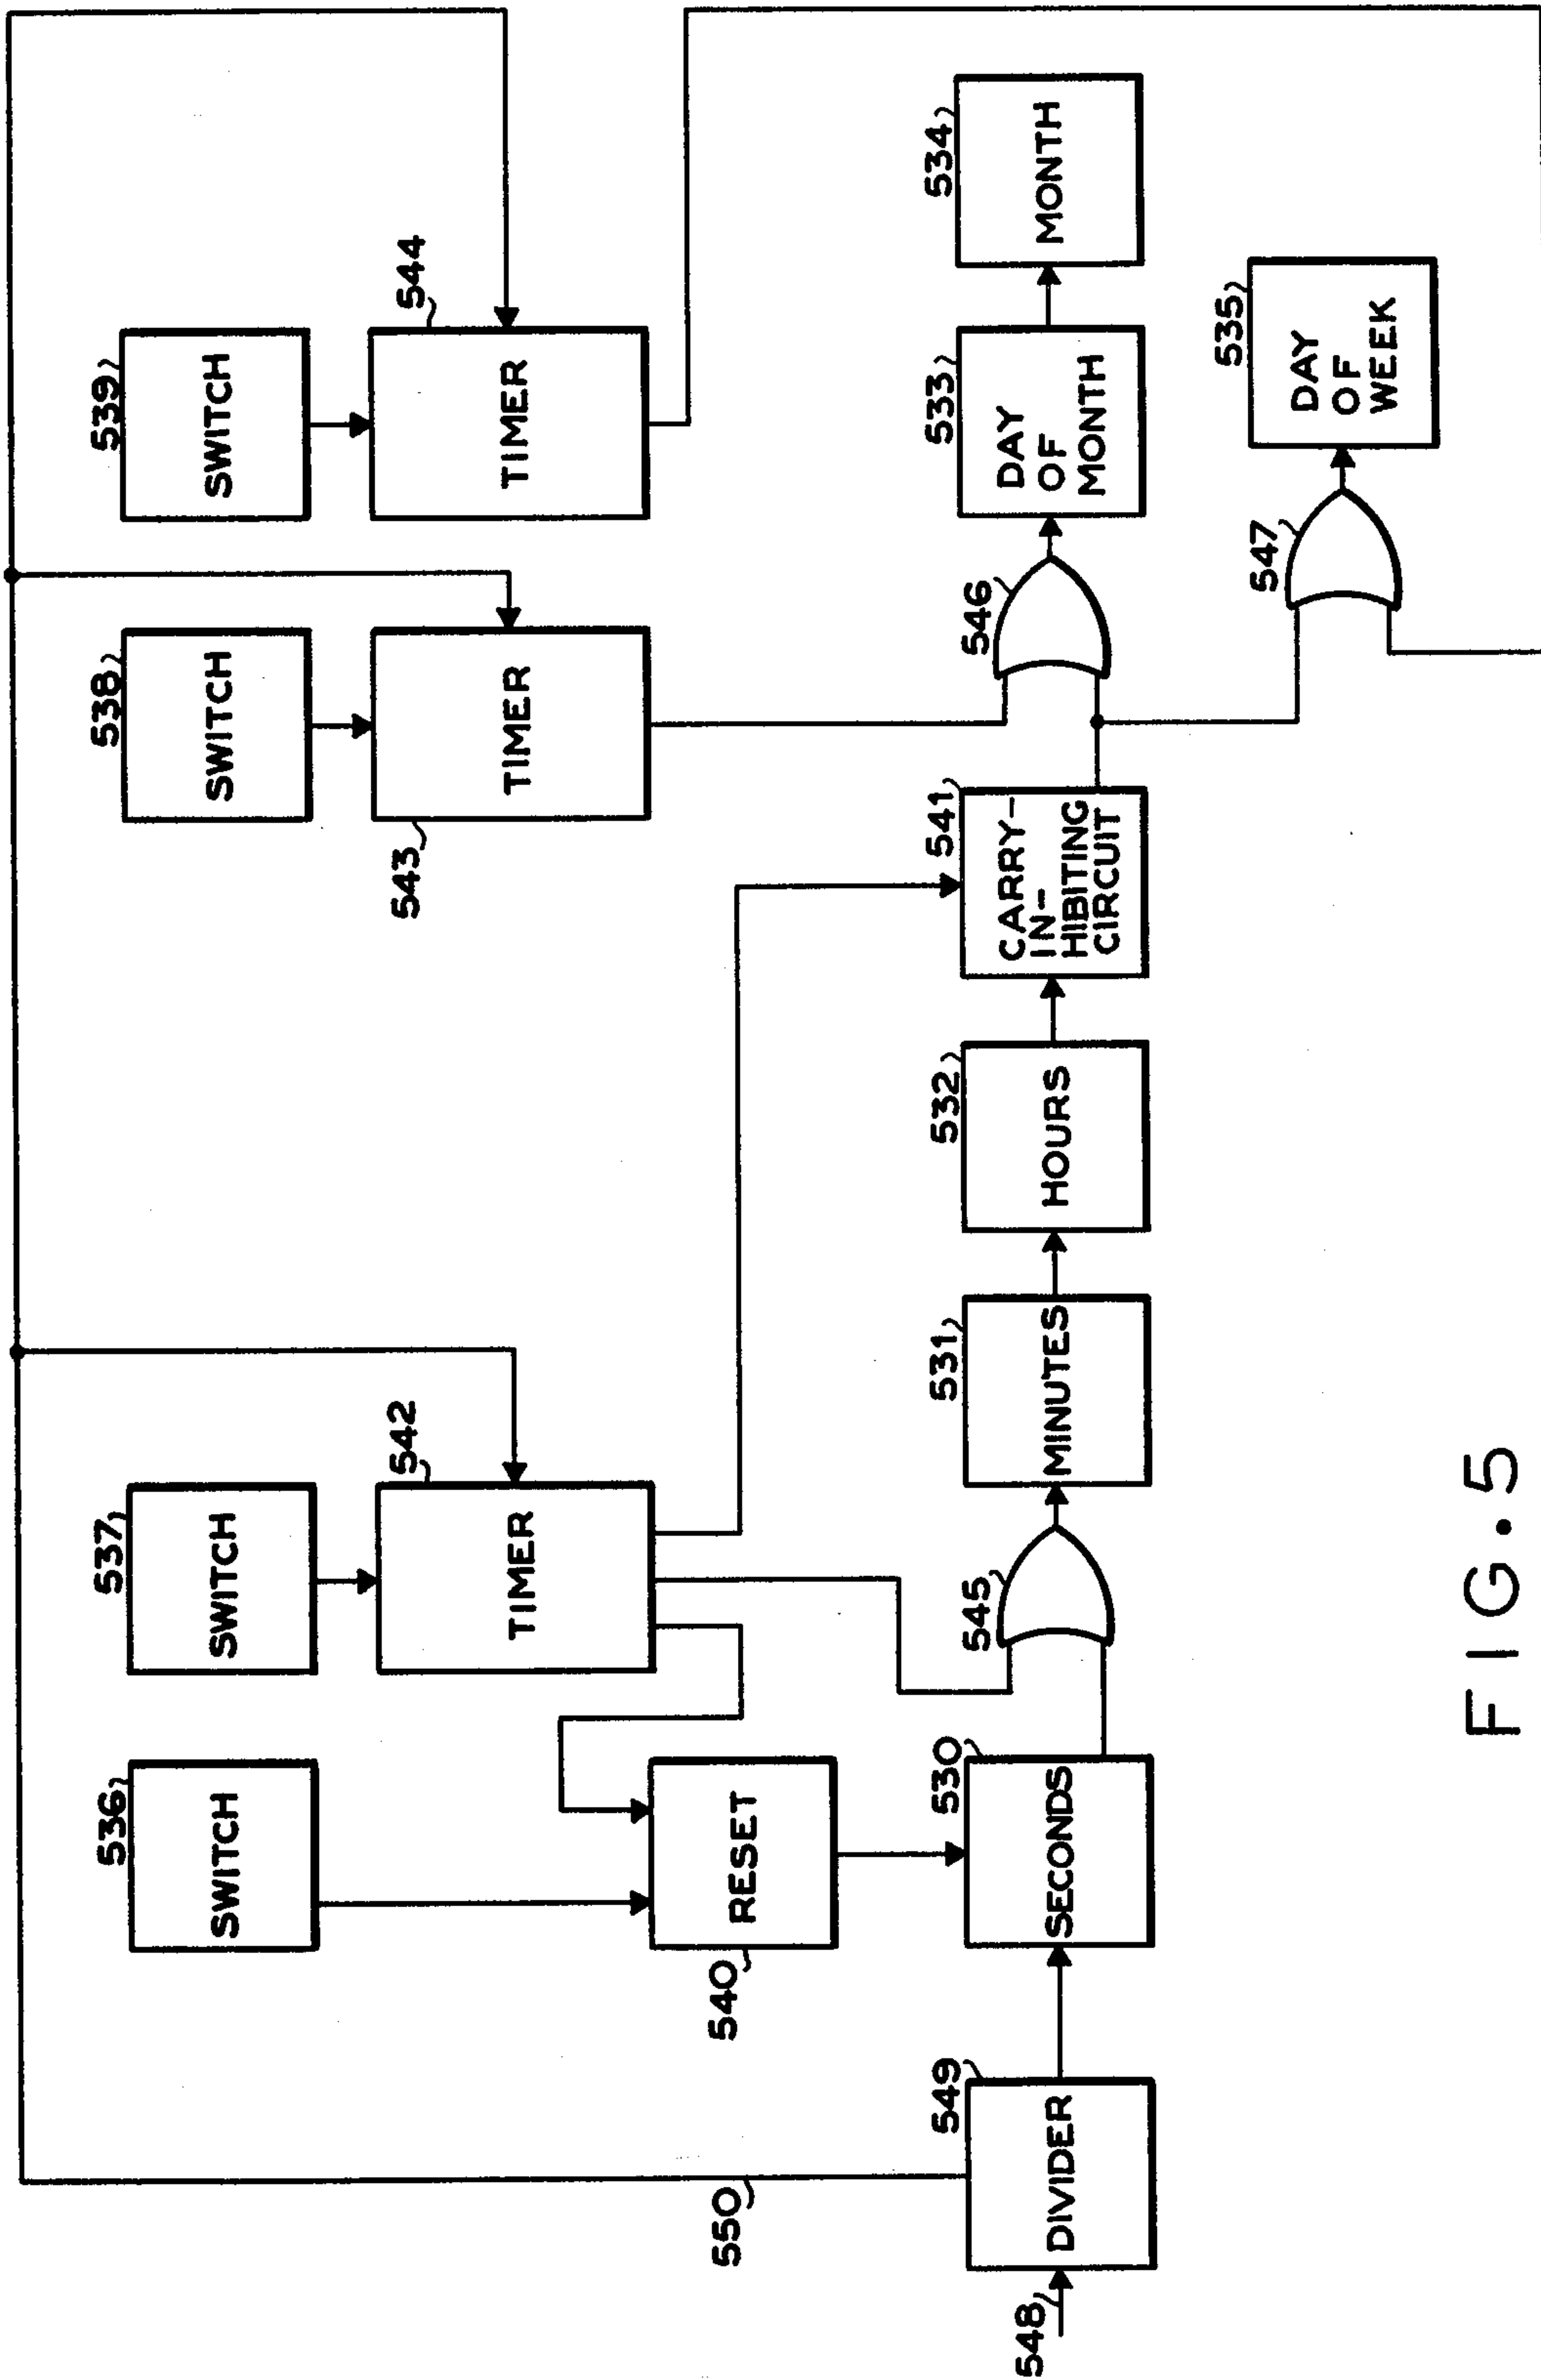 539
SWITCH
544
TIMER
538
SWITCH
543
TIMER
537
SWITCH
542
TIMER
536
SWITCH
540
RESET
550
548
549
DIVIDER
530
SECONDS
545
531
MINUTES
532
HOURS
541
CARRY-
IN-
HIBITING
CIRCUIT
546
533
DAY
OF
MONTH
534
MONTH
547
535
DAY
OF
WEEK
FIG.5